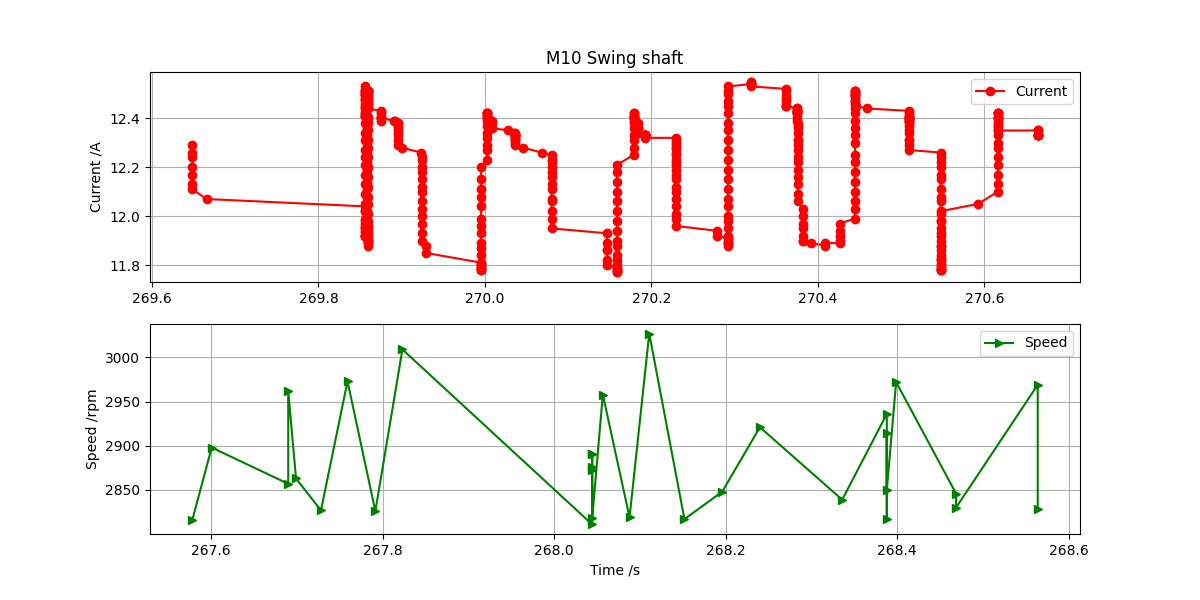 M10 Swing shaft
Current /A
12.4
12.2
12.0
11.8
Current
269.6 269.8 270.0 270.2 270.4 270.6
Speed /rpm
3000
2950
2900
2850
Speed
267.6 267.8 268.0 268.2 268.4 268.6
Time /s